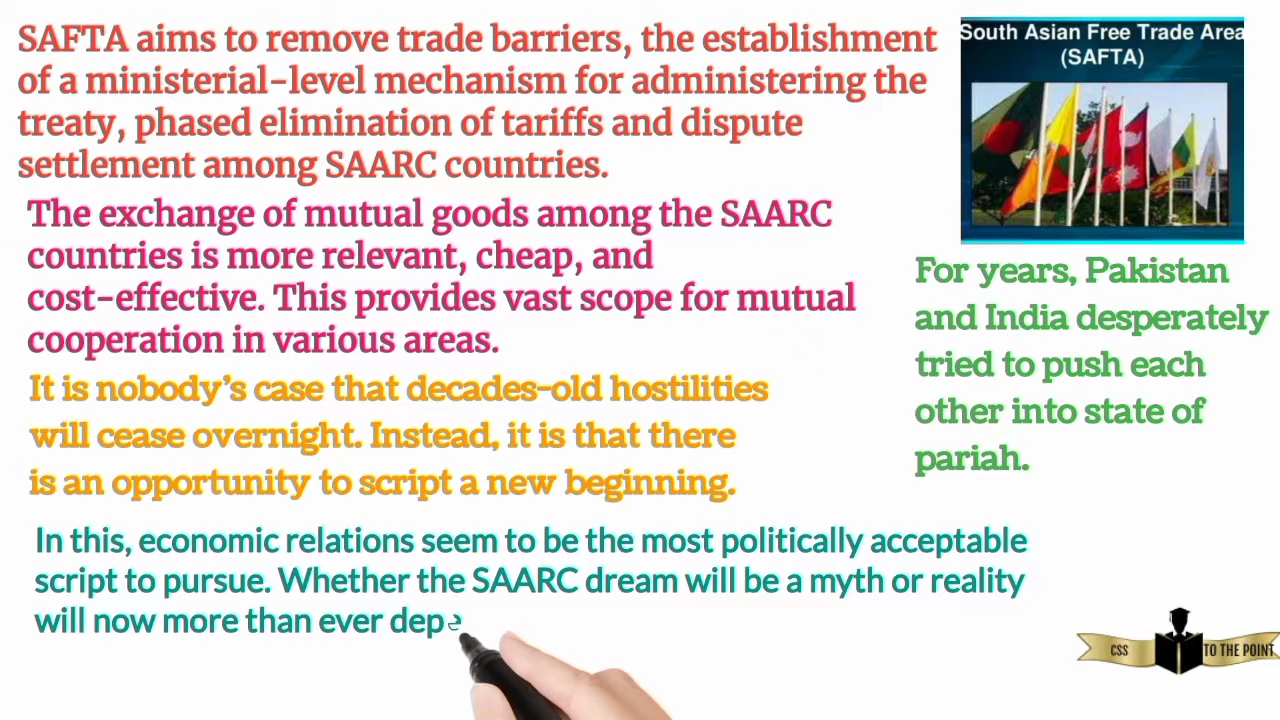 SAFTA aims to remove trade barriers, the establishment
of a ministerial-level mechanism for administering the
treaty, phased elimination of tariffs and dispute
settlement among SAARC countries.
The exchange of mutual goods among the SAARC
countries is more relevant, cheap, and
cost-effective. This provides vast scope for mutual
cooperation in various areas.
It is nobody's case that decades-old hostilities
will cease overnight. Instead, it is that there
is an opportunity to script a new beginning.
In this, economic relations seem to be the most politically acceptable
script to pursue. Whether the SAARC dream will be a myth or reality
will now more than ever dep
South Asian Free Trade Area
(SAFTA)
For years, Pakistan
and India desperately
tried to push each
other into state of
pariah.
CSS TO THE POINT